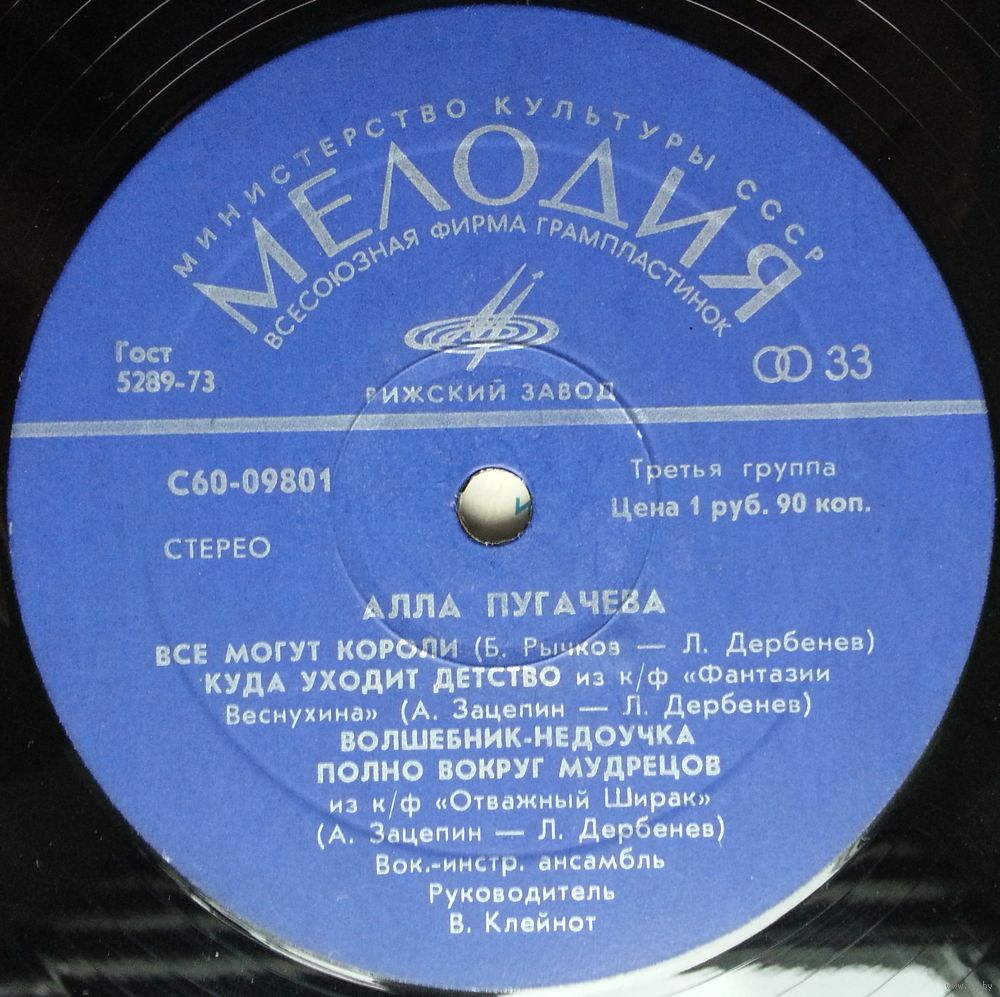 МИНИСТЕРСТВО КУЛЬТУРЫ СССР
МЕЛОДИЯ
ВСЕСОЮЗНАЯ ФИРМА ГРАМПЛАСТИНОК
Гост
5289-73
33
РИЖСКИЙ ЗАВОД
С60-09801
Третья группа
Цена 1 руб. 90 коп.
СТЕРЕО
АЛЛА ПУГАЧЕВА
ВСЕ МОГУТ КОРОЛИ (Б. Рычков — Л. Дербенев)
КУДА УХОДИТ ДЕТСТВО из к/ф «Фантазии
Веснухина» (А. Зацепин — Л. Дербенев)
ВОЛШЕБНИК-НЕДОУЧКА
ПОЛНО ВОКРУГ МУДРЕЦОВ
из к/ф «Отважный Ширак»
(А. Зацепин — Л. Дербенев)
Вок.-инстр. ансамбль
Руководитель
В. Клейнот